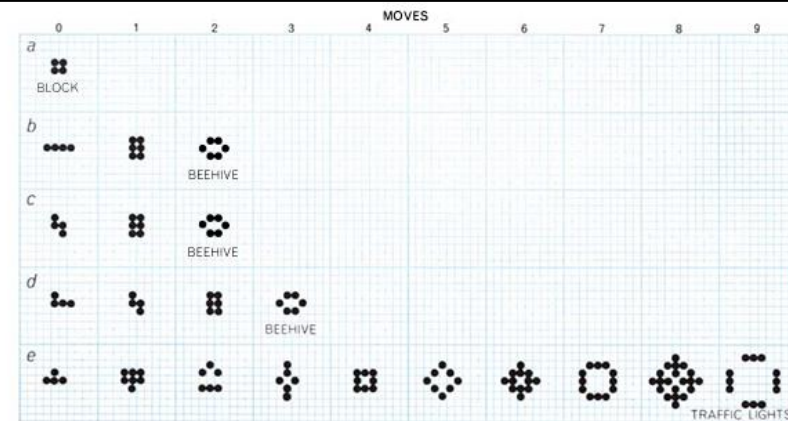 MOVES
0 1 2 3 4 5 6 7 8 9
a
BLOCK
b
BEEHIVE
c
BEEHIVE
d
BEEHIVE
e
TRAFFIC LIGHTS